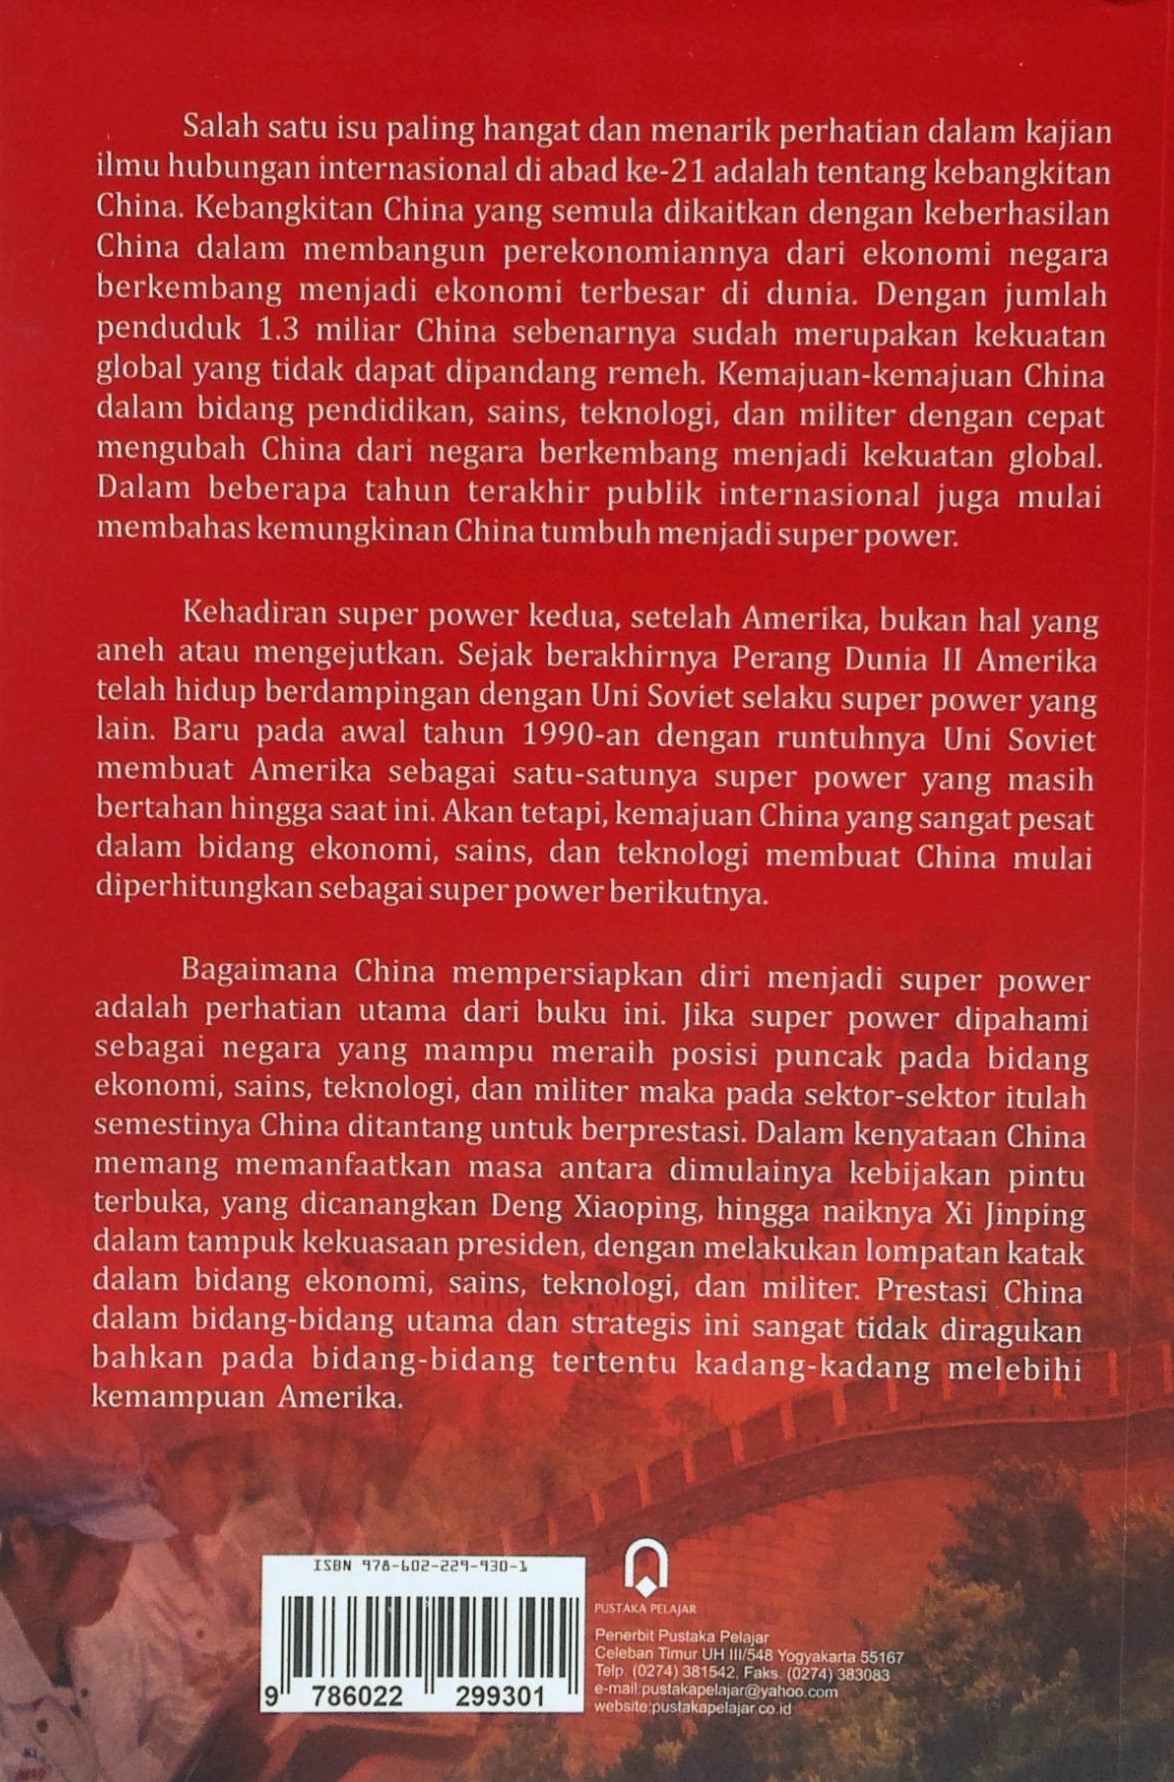 Salah satu isu paling hangat dan menarik perhatian dalam kajian
ilmu hubungan internasional di abad ke-21 adalah tentang kebangkitan
China. Kebangkitan China yang semula dikaitkan dengan keberhasilan
China dalam membangun perekonomiannya dari ekonomi negara
berkembang menjadi ekonomi terbesar di dunia. Dengan jumlah
penduduk 1.3 miliar China sebenarnya sudah merupakan kekuatan
global yang tidak dapat dipandang remeh. Kemajuan-kemajuan China
dalam bidang pendidikan, sains, teknologi, dan militer dengan cepat
mengubah China dari negara berkembang menjadi kekuatan global.
Dalam beberapa tahun terakhir publik internasional juga mulai
membahas kemungkinan China tumbuh menjadi super power.
Kehadiran super power kedua, setelah Amerika, bukan hal yang
aneh atau mengejutkan. Sejak berakhirnya Perang Dunia II Amerika
telah hidup berdampingan dengan Uni Soviet selaku super power yang
lain. Baru pada awal tahun 1990-an dengan runtuhnya Uni Soviet
membuat Amerika sebagai satu-satunya super power yang masih
bertahan hingga saat ini. Akan tetapi, kemajuan China yang sangat pesat
dalam bidang ekonomi, sains, dan teknologi membuat China mulai
diperhitungkan sebagai super power berikutnya.
Bagaimana China mempersiapkan diri menjadi super power
adalah perhatian utama dari buku ini. Jika super power dipahami
sebagai negara yang mampu meraih posisi puncak pada bidang
ekonomi, sains, teknologi, dan militer maka pada sektor-sektor itulah
semestinya China ditantang untuk berprestasi. Dalam kenyataan China
memang memanfaatkan masa antara dimulainya kebijakan pintu
terbuka, yang dicanangkan Deng Xiaoping, hingga naiknya Xi Jinping
dalam tampuk kekuasaan presiden, dengan melakukan lompatan katak
dalam bidang ekonomi, sains, teknologi, dan militer. Prestasi China
dalam bidang-bidang utama dan strategis ini sangat tidak diragukan
bahkan pada bidang-bidang tertentu kadang-kadang melebihi
kemampuan Amerika.
ISBN 978-602-229-930-1
9 786022 299301
PUSTAKA PELAJAR
Penerbit Pustaka Pelajar
Celeban Timur UH III/548 Yogyakarta 55167
Telp. (0274) 381542, Faks. (0274) 383083
e-mail:pustakapelajar@yahoo.com
website:pustakapelajar.co.id